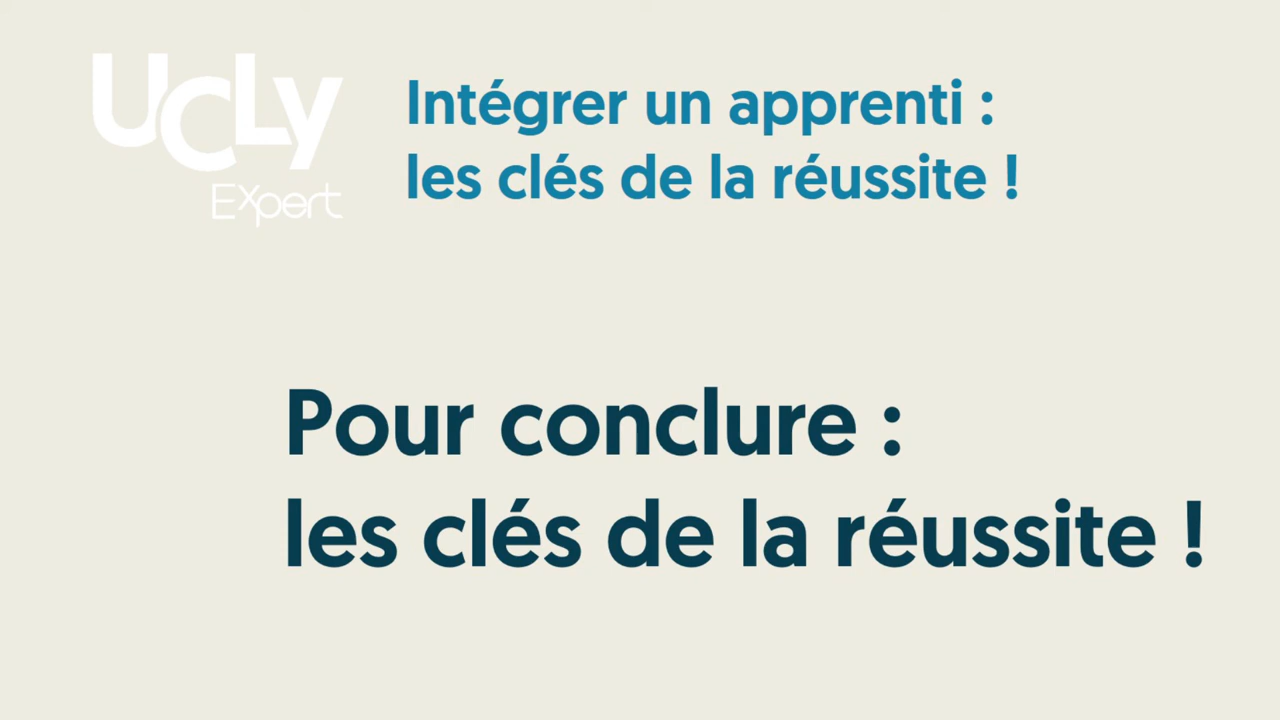 UCLy
Expert
Intégrer un apprenti :
les clés de la réussite !
Pour conclure :
les clés de la réussite !